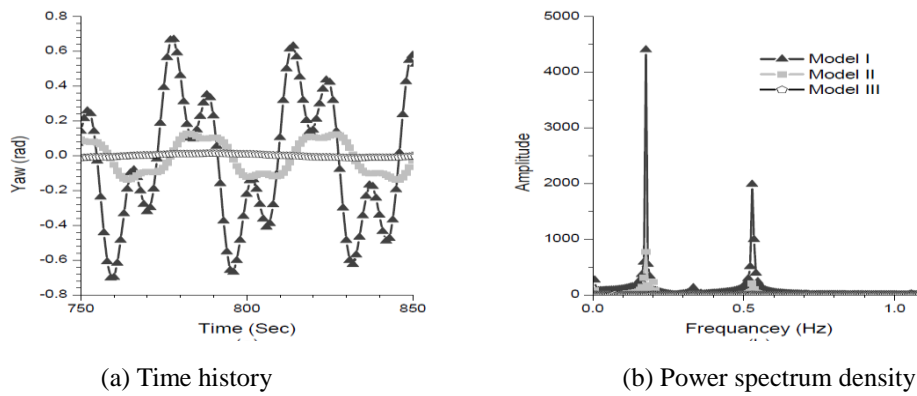 0.8
0.6
0.4
0.2
0.0
-0.2
-0.4
-0.6
-0.8
Yaw (rad)
750
800
850
Time (Sec)
5000
4000
3000
2000
1000
0
Amplitude
Model I
Model II
Model III
0.0
0.5
1.0
Frequancey (Hz)
(a) Time history
(b) Power spectrum density